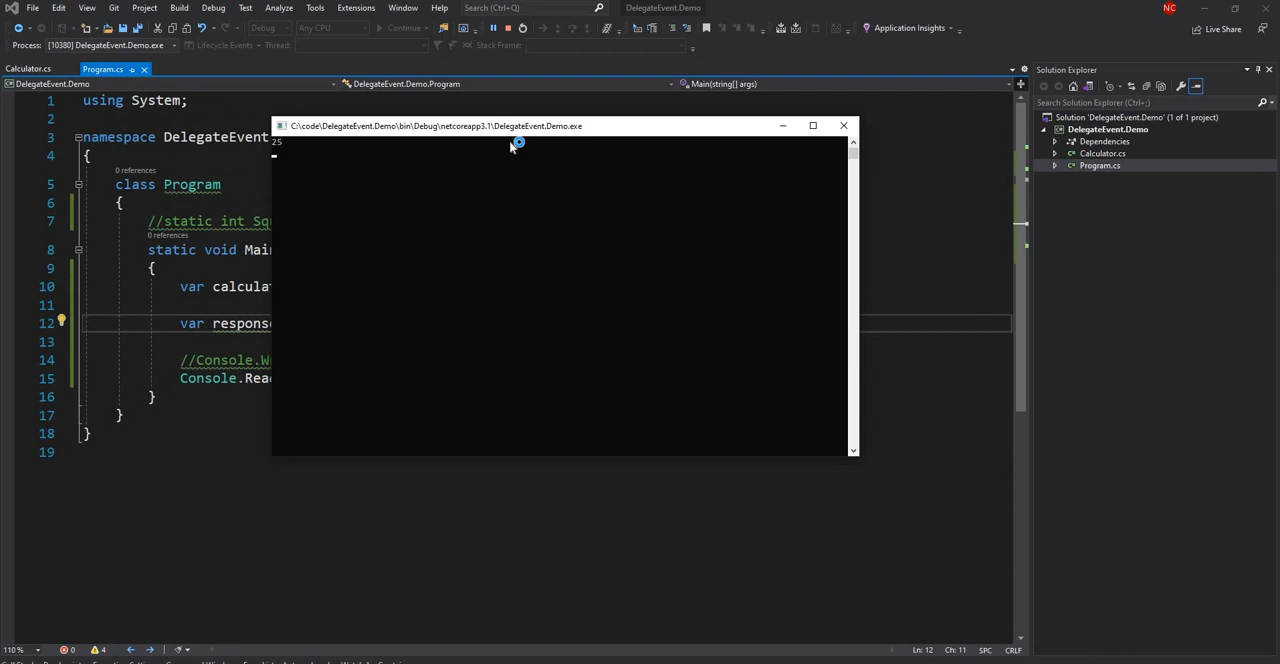 File Edit View Project Build Debug Test Analyze Tools Extensions Window Help Search (Ctrl+Q) DelegateEvent.Demo NC
Debug Any CPU Continue Application Insights Live Share
Process: [10380] DelegateEvent.Demo.exe Lifecycle Events Thread: Stack Frame:
Calculator.cs Program.cs
DelegateEvent.Demo DelegateEvent.Demo.Program Main(string[] args)
Solution Explorer
Search Solution Explorer (Ctrl+;)
Solution 'DelegateEvent.Demo' (1 of 1 project)
DelegateEvent.Demo
Dependencies
Calculator.cs
Program.cs
1 using System;
2
3 namespace DelegateEvent
4 {
0 references
5 class Program
6 {
7 //static int Squ
0 references
8 static void Main
9 {
10 var calculat
11
12 var response
13
14 //Console.Wr
15 Console.Read
16 }
17 }
18 }
19
C:\code\DelegateEvent.Demo\bin\Debug\netcoreapp3.1\DelegateEvent.Demo.exe
25
110 % 0 4 Ln: 12 Ch: 11 SPC CRLF